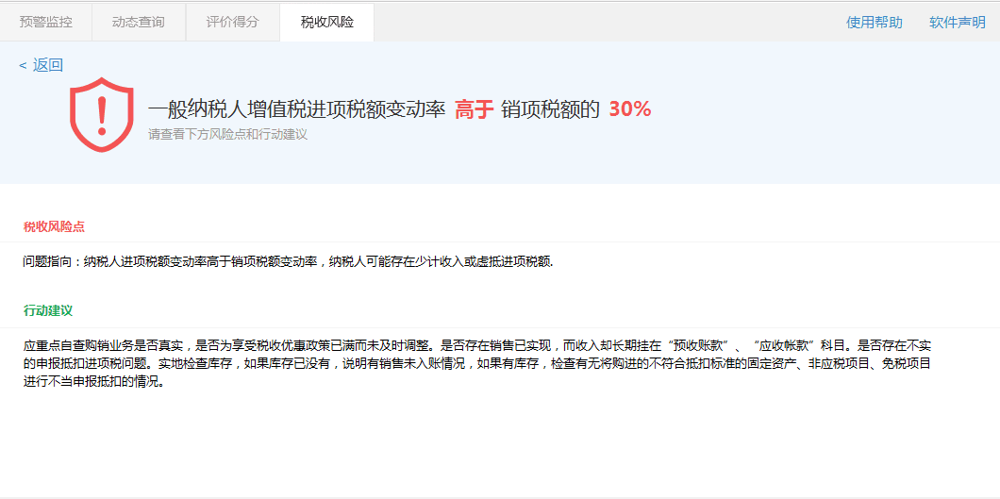 预警监控 动态查询 评价得分 税收风险 使用帮助 软件声明
< 返回
一般纳税人增值税进项税额变动率 高于 销项税额的 30%
请查看下方风险点和行动建议
税收风险点
问题指向：纳税人进项税额变动率高于销项税额变动率，纳税人可能存在少计收入或虚抵进项税额.
行动建议
应重点自查购销业务是否真实，是否为享受税收优惠政策已满而未及时调整。是否存在销售已实现，而收入却长期挂在“预收账款”、“应收帐款”科目。是否存在不实
的申报抵扣进项税问题。实地检查库存，如果库存已没有，说明有销售未入账情况，如果有库存，检查有无将购进的不符合抵扣标准的固定资产、非应税项目、免税项目
进行不当申报抵扣的情况。